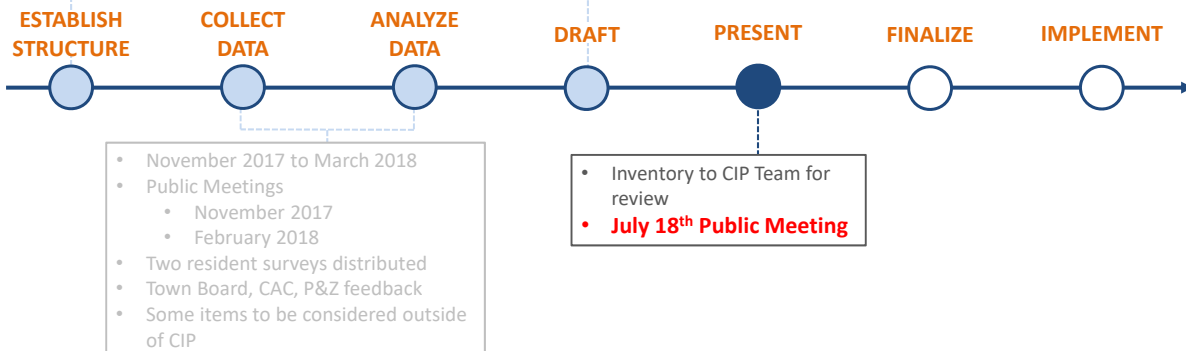 ESTABLISH
STRUCTURE
COLLECT
DATA
ANALYZE
DATA
DRAFT
PRESENT
FINALIZE
IMPLEMENT
• November 2017 to March 2018
• Public Meetings
• November 2017
• February 2018
• Two resident surveys distributed
• Town Board, CAC, P&Z feedback
• Some items to be considered outside
of CIP
• Inventory to CIP Team for
review
• July 18th Public Meeting